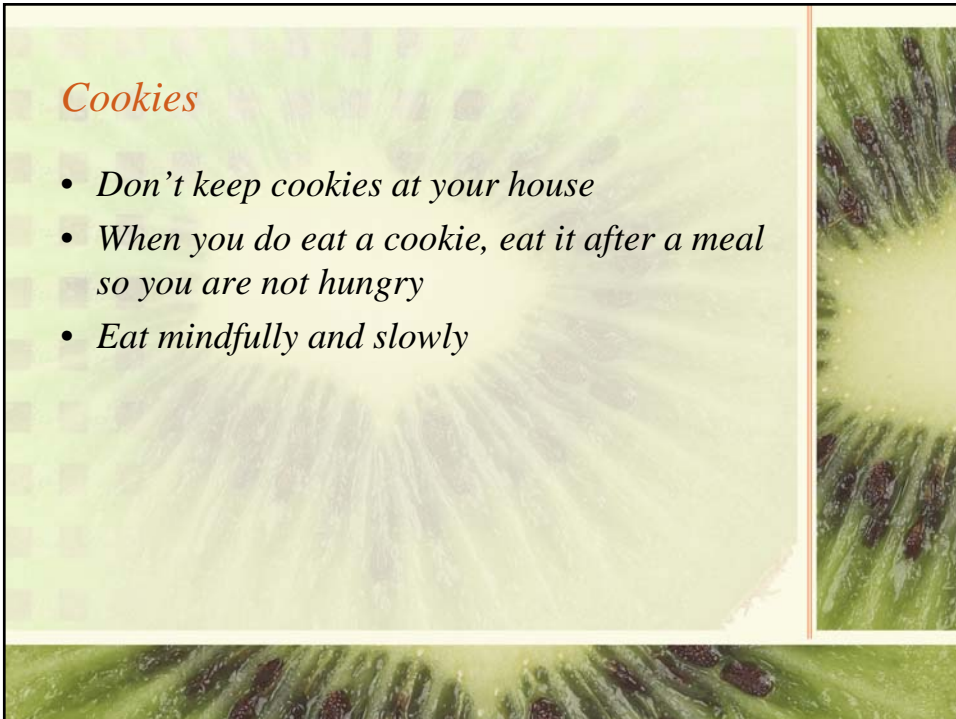 Cookies
• Don’t keep cookies at your house
• When you do eat a cookie, eat it after a meal
so you are not hungry
• Eat mindfully and slowly